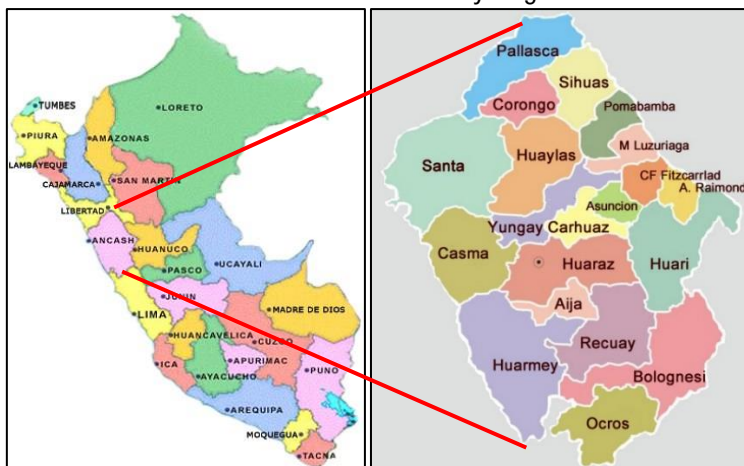 TUMBES
LORETO
PIURA
AMAZONAS
LAMBAYEQUE
CAJAMARCA
SAN MARTIN
LIBERTAD
ANCASH
HUANUCO
PASCO
UCAYALI
JUNIN
LIMA
MADRE DE DIOS
HUANCAVELICA
CUZCO
ICA
APURIMAC
AYACUCHO
PUNO
AREQUIPA
MOQUEGUA
TACNA
Pallasca
Sihuas
Corongo
Pomabamba
M Luzuriaga
Santa
Huaylas
CF Fitzcarrlad
A. Raimond
Asuncion
Yungay
Carhuaz
Casma
Huaraz
Huari
Aija
Recuay
Huarmey
Bolognesi
Ocros